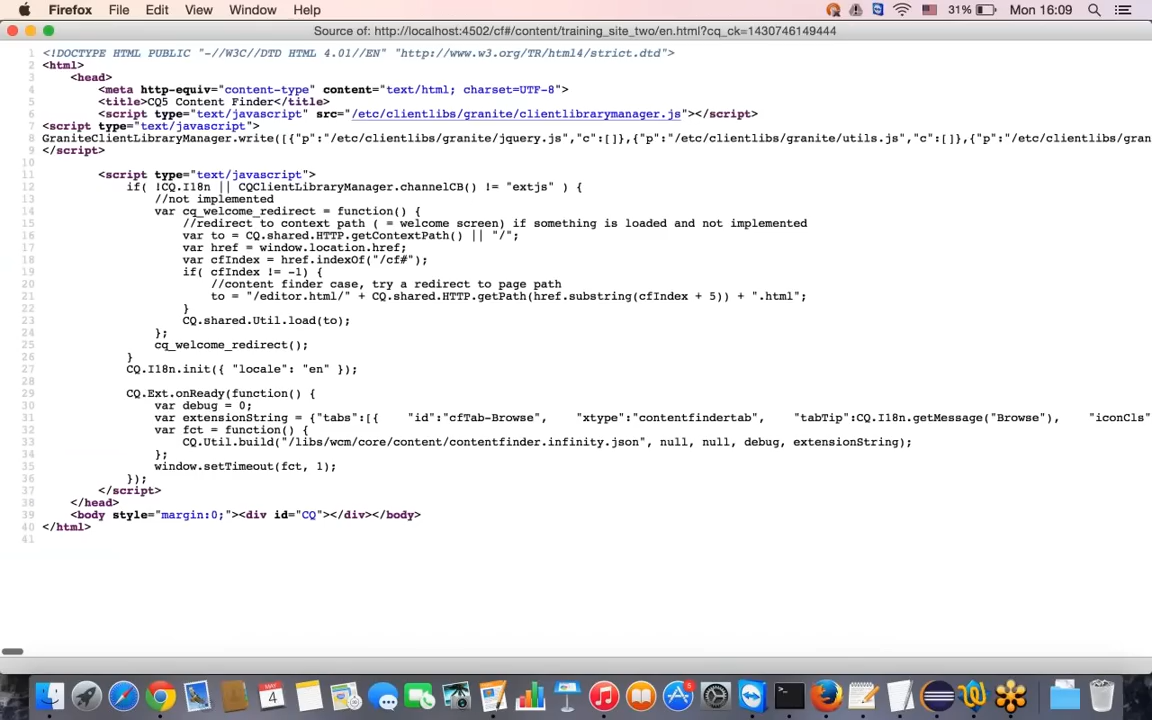 Firefox File Edit View Window Help 31% Mon 16:09
Source of: http://localhost:4502/cf#/content/training_site_two/en.html?cq_ck=1430746149444
1 <!DOCTYPE HTML PUBLIC "-//W3C//DTD HTML 4.01//EN" "http://www.w3.org/TR/html4/strict.dtd">
2 <html>
3 <head>
4 <meta http-equiv="content-type" content="text/html; charset=UTF-8">
5 <title>CQ5 Content Finder</title>
6 <script type="text/javascript" src="/etc/clientlibs/granite/clientlibrarymanager.js"></script>
7 <script type="text/javascript">
8 GraniteClientLibraryManager.write([{"p":"/etc/clientlibs/granite/jquery.js","c":[]},{"p":"/etc/clientlibs/granite/utils.js","c":[]},{"p":"/etc/clientlibs/gran
9 </script>
10
11 <script type="text/javascript">
12 if( !CQ.I18n || CQClientLibraryManager.channelCB() != "extjs" ) {
13 //not implemented
14 var cq_welcome_redirect = function() {
15 //redirect to context path ( = welcome screen) if something is loaded and not implemented
16 var to = CQ.shared.HTTP.getContextPath() || "/";
17 var href = window.location.href;
18 var cfIndex = href.indexOf("/cf#");
19 if( cfIndex != -1) {
20 //content finder case, try a redirect to page path
21 to = "/editor.html/" + CQ.shared.HTTP.getPath(href.substring(cfIndex + 5)) + ".html";
22 }
23 CQ.shared.Util.load(to);
24 };
25 cq_welcome_redirect();
26 }
27 CQ.I18n.init({ "locale": "en" });
28
29 CQ.Ext.onReady(function() {
30 var debug = 0;
31 var extensionString = {"tabs":[{ "id":"cfTab-Browse", "xtype":"contentfindertab", "tabTip":CQ.I18n.getMessage("Browse"), "iconCls"
32 var fct = function() {
33 CQ.Util.build("/libs/wcm/core/content/contentfinder.infinity.json", null, null, debug, extensionString);
34 };
35 window.setTimeout(fct, 1);
36 });
37 </script>
38 </head>
39 <body style="margin:0;"><div id="CQ"></div></body>
40 </html>
41